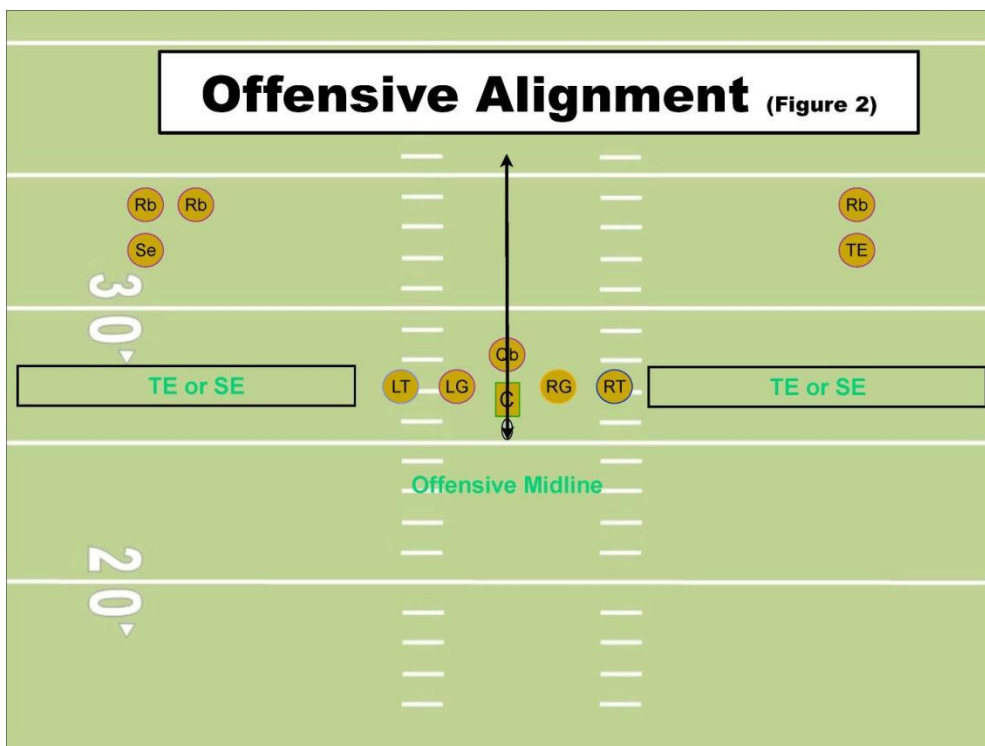 Offensive Alignment (Figure 2)
Rb Rb Rb
Se TE
30
Qb
TE or SE LT LG C RG RT TE or SE
Offensive Midline
20